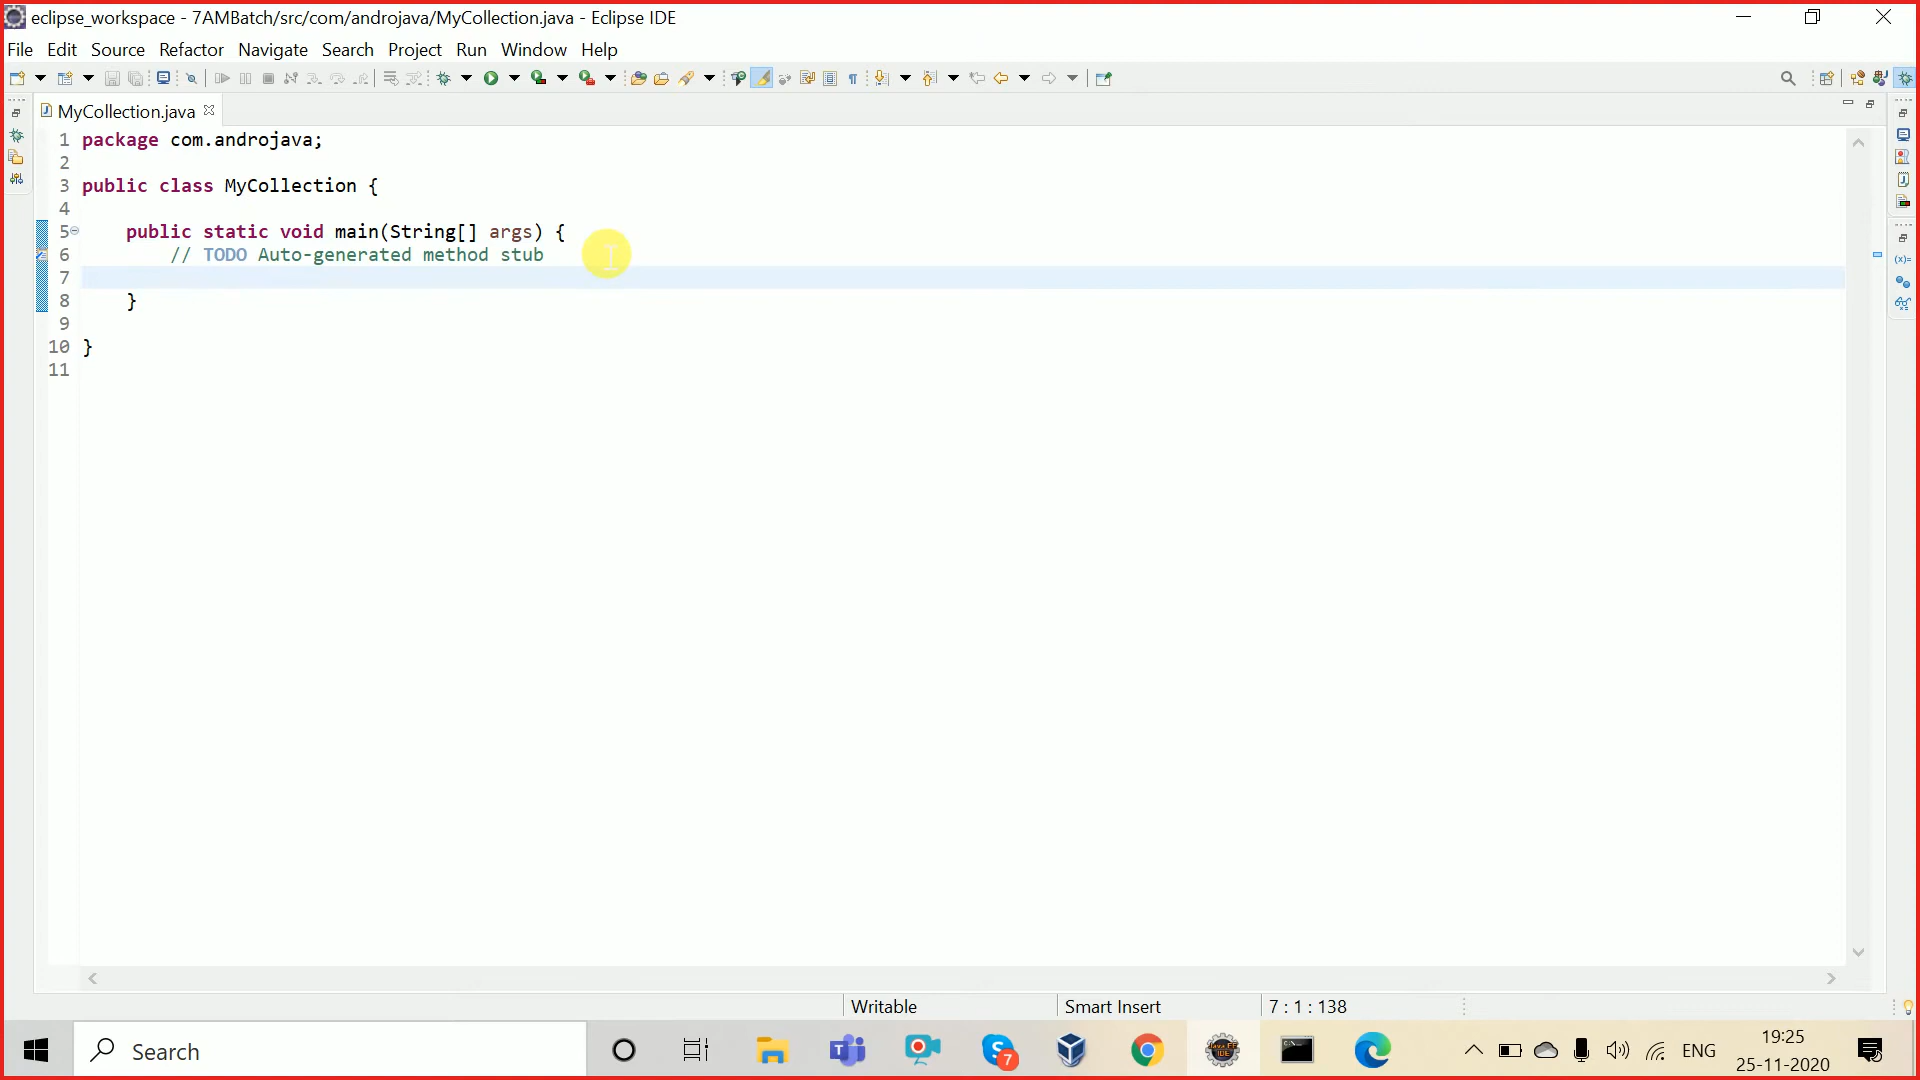 eclipse_workspace - 7AMBatch/src/com/androjava/MyCollection.java - Eclipse IDE
File Edit Source Refactor Navigate Search Project Run Window Help
MyCollection.java
1 package com.androjava;
2
3 public class MyCollection {
4
5 public static void main(String[] args) {
6 // TODO Auto-generated method stub
7
8 }
9
10 }
11
Writable Smart Insert 7 : 1 : 138
Search
7
ENG
19:25
25-11-2020